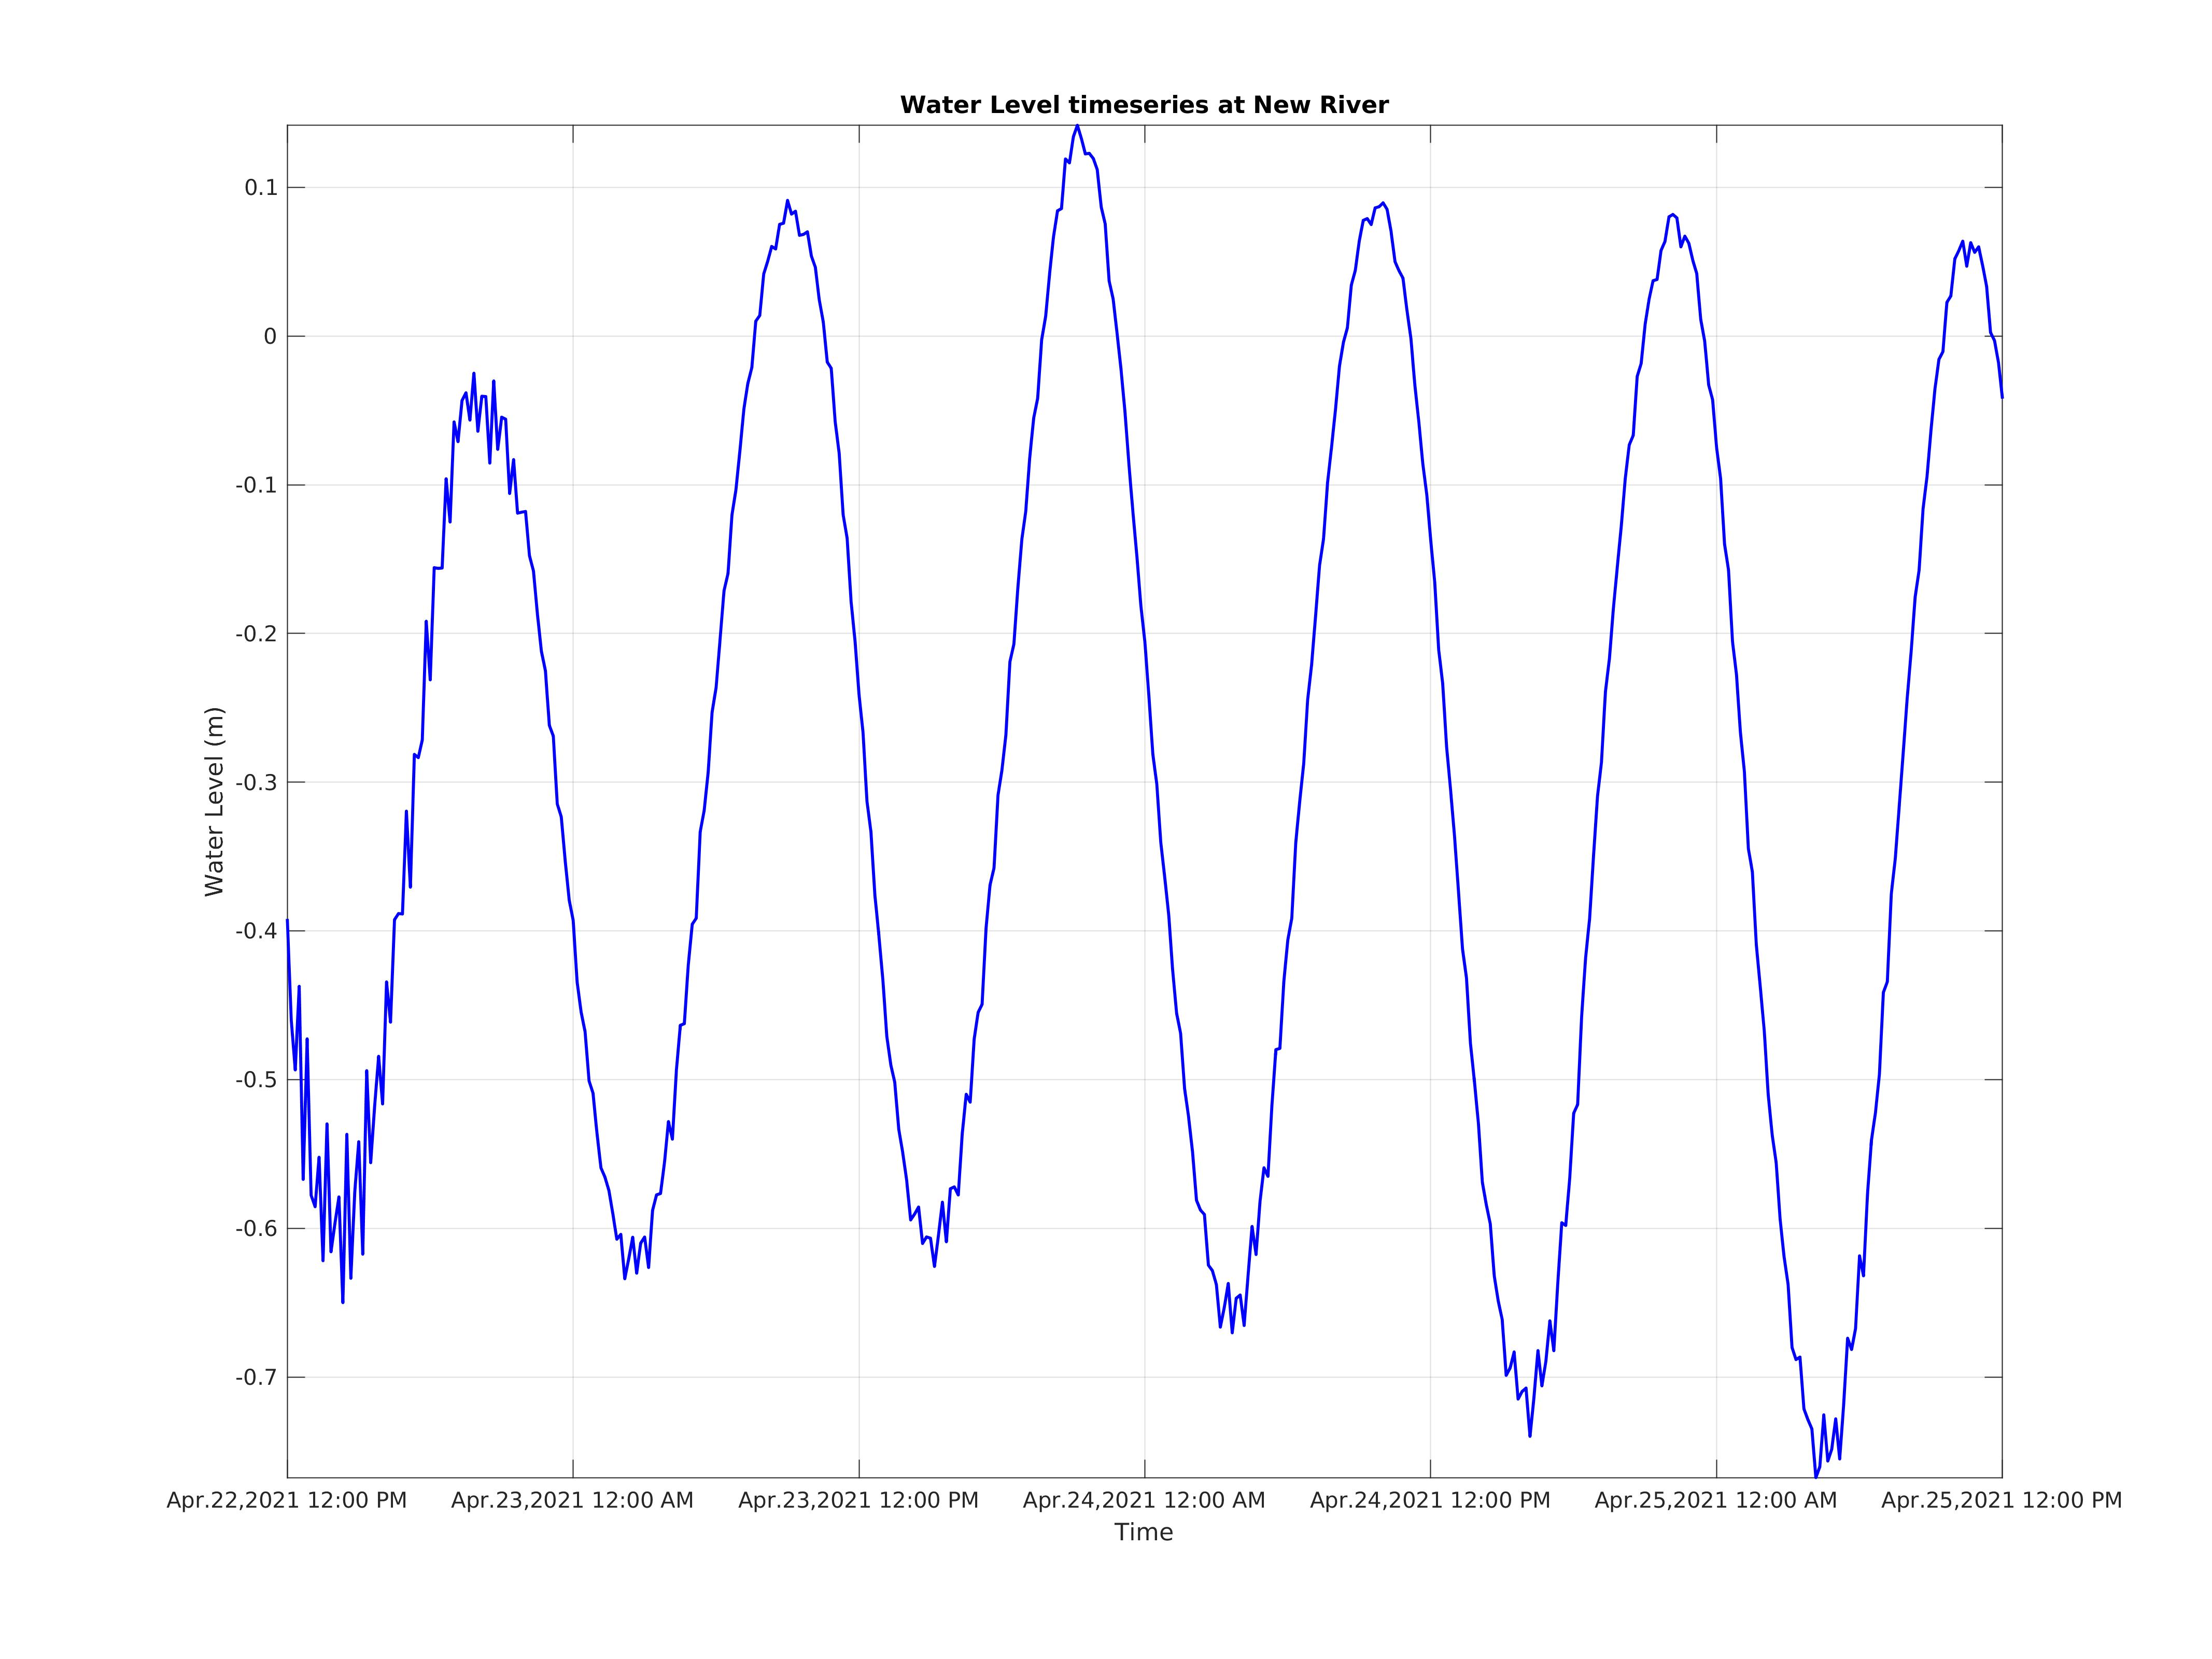 Water Level timeseries at New River
0.1
0
-0.1
-0.2
-0.3
-0.4
-0.5
-0.6
-0.7
Water Level (m)
Apr.22,2021 12:00 PM Apr.23,2021 12:00 AM Apr.23,2021 12:00 PM Apr.24,2021 12:00 AM Apr.24,2021 12:00 PM Apr.25,2021 12:00 AM Apr.25,2021 12:00 PM
Time